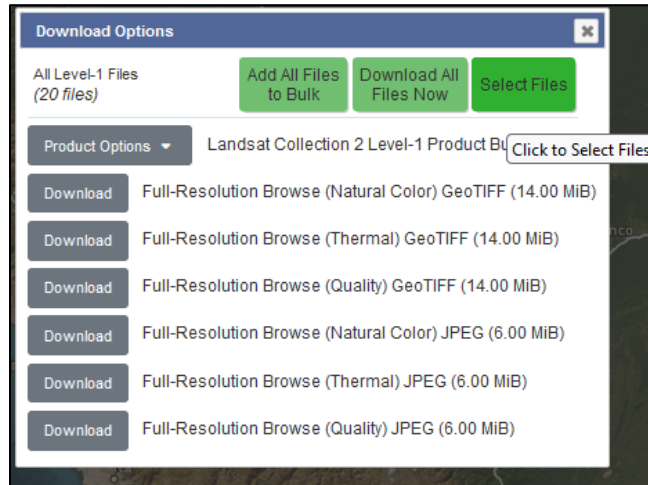 Download Options
All Level-1 Files
(20 files)
Add All Files
to Bulk
Download All
Files Now
Select Files
Product Options
Landsat Collection 2 Level-1 Product Bu
Click to Select Files
Download
Full-Resolution Browse (Natural Color) GeoTIFF (14.00 MiB)
Download
Full-Resolution Browse (Thermal) GeoTIFF (14.00 MiB)
Download
Full-Resolution Browse (Quality) GeoTIFF (14.00 MiB)
Download
Full-Resolution Browse (Natural Color) JPEG (6.00 MiB)
Download
Full-Resolution Browse (Thermal) JPEG (6.00 MiB)
Download
Full-Resolution Browse (Quality) JPEG (6.00 MiB)
nco